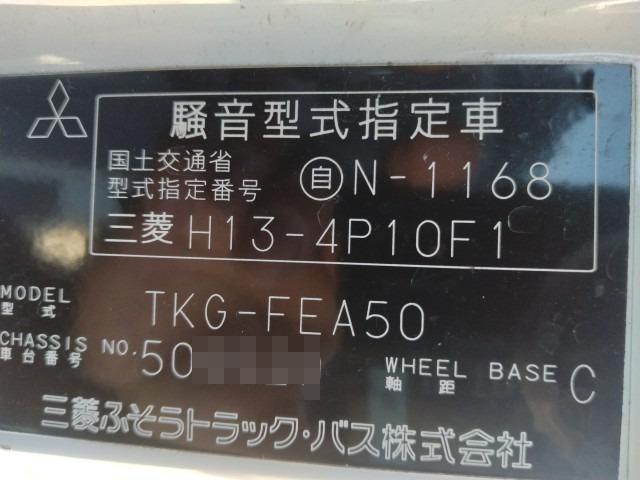 騒音型式指定車
国土交通省
型式指定番号 自N-1168
三菱 H13-4P10F1
MODEL
型式 TKG-FEA50
CHASSIS NO.
車台番号 50
WHEEL BASE
軸距 C
三菱ふそうトラック・バス株式会社